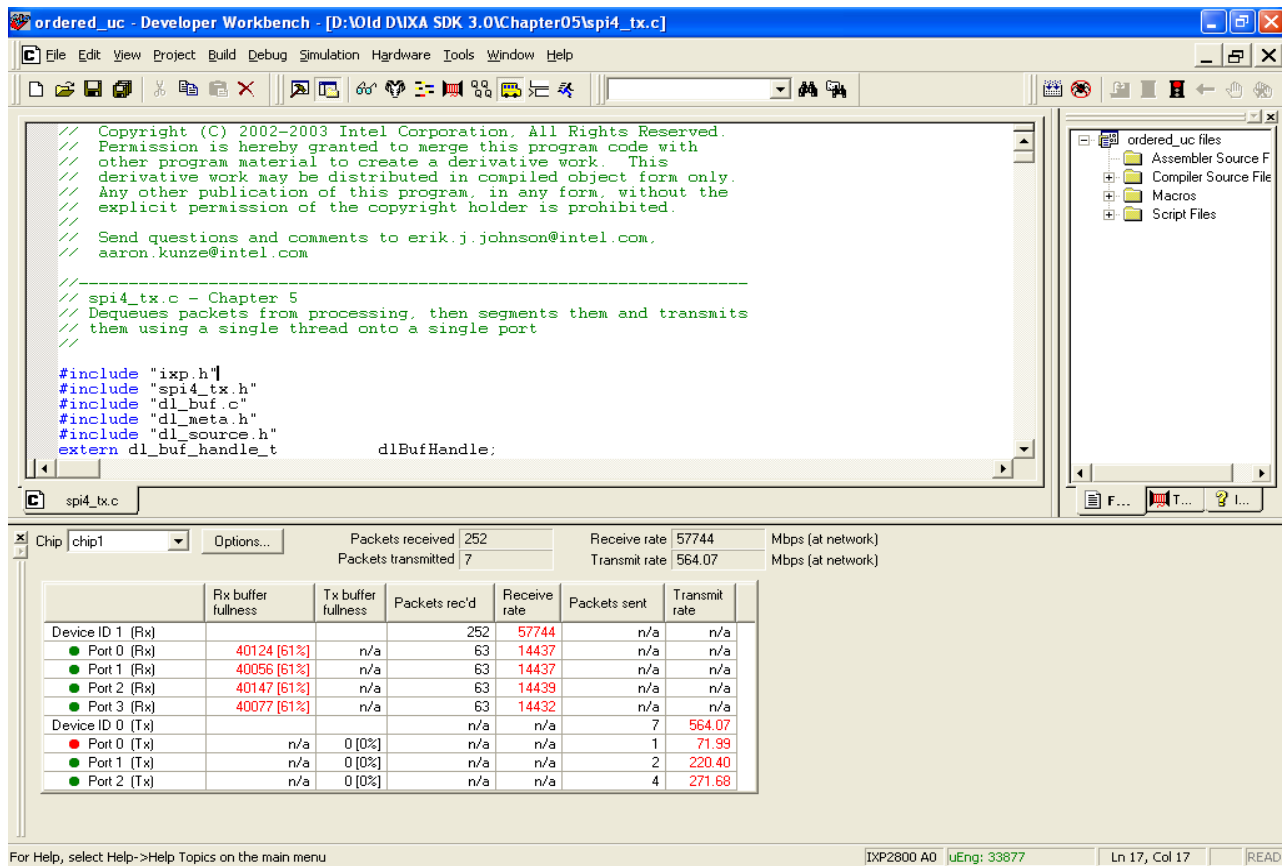 ordered_uc - Developer Workbench - [D:\Old D\IXA SDK 3.0\Chapter05\spi4_tx.c]
File Edit View Project Build Debug Simulation Hardware Tools Window Help
// Copyright (C) 2002-2003 Intel Corporation, All Rights Reserved.
// Permission is hereby granted to merge this program code with
// other program material to create a derivative work. This
// derivative work may be distributed in compiled object form only.
// Any other publication of this program, in any form, without the
// explicit permission of the copyright holder is prohibited.
//
// Send questions and comments to erik.j.johnson@intel.com,
// aaron.kunze@intel.com
//-------------------------------------------------------------------
// spi4_tx.c - Chapter 5
// Dequeues packets from processing, then segments them and transmits
// them using a single thread onto a single port
//
#include "ixp.h"
#include "spi4_tx.h"
#include "dl_buf.c"
#include "dl_meta.h"
#include "dl_source.h"
extern dl_buf_handle_t dlBufHandle;
spi4_tx.c
ordered_uc files
Assembler Source F
Compiler Source File
Macros
Script Files
F... T... I...
Chip chip1 Options... Packets received 252 Receive rate 57744 Mbps (at network)
Packets transmitted 7 Transmit rate 564.07 Mbps (at network)
Rx buffer fullness Tx buffer fullness Packets rec'd Receive rate Packets sent Transmit rate
Device ID 1 (Rx) 252 57744 n/a n/a
Port 0 (Rx) 40124 [61%] n/a 63 14437 n/a n/a
Port 1 (Rx) 40056 [61%] n/a 63 14437 n/a n/a
Port 2 (Rx) 40147 [61%] n/a 63 14439 n/a n/a
Port 3 (Rx) 40077 [61%] n/a 63 14432 n/a n/a
Device ID 0 (Tx) n/a n/a 7 564.07
Port 0 (Tx) n/a 0 [0%] n/a n/a 1 71.99
Port 1 (Tx) n/a 0 [0%] n/a n/a 2 220.40
Port 2 (Tx) n/a 0 [0%] n/a n/a 4 271.68
For Help, select Help->Help Topics on the main menu IXP2800 A0 uEng: 33877 Ln 17, Col 17 READ